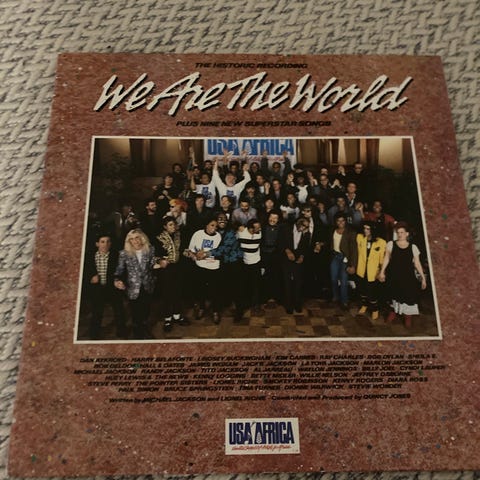 THE HISTORIC RECORDING
We Are The World
PLUS NINE NEW SUPERSTAR SONGS
USA AFRICA
USA
DAN AYKROYD · HARRY BELAFONTE · LINDSEY BUCKINGHAM · KIM CARNES · RAY CHARLES · BOB DYLAN · SHEILA E.
BOB GELDOF · HALL & OATES · JAMES INGRAM · JACKIE JACKSON · LA TOYA JACKSON · MARLON JACKSON
MICHAEL JACKSON · RANDY JACKSON · TITO JACKSON · AL JARREAU · WAYLON JENNINGS · BILLY JOEL · CYNDI LAUPER
HUEY LEWIS & THE NEWS · KENNY LOGGINS · BETTE MIDLER · WILLIE NELSON · JEFFREY OSBORNE
STEVE PERRY · THE POINTER SISTERS · LIONEL RICHIE · SMOKEY ROBINSON · KENNY ROGERS · DIANA ROSS
PAUL SIMON · BRUCE SPRINGSTEEN · TINA TURNER · DIONNE WARWICK · STEVIE WONDER
Written by MICHAEL JACKSON and LIONEL RICHIE · Conducted and Produced by QUINCY JONES
USA AFRICA